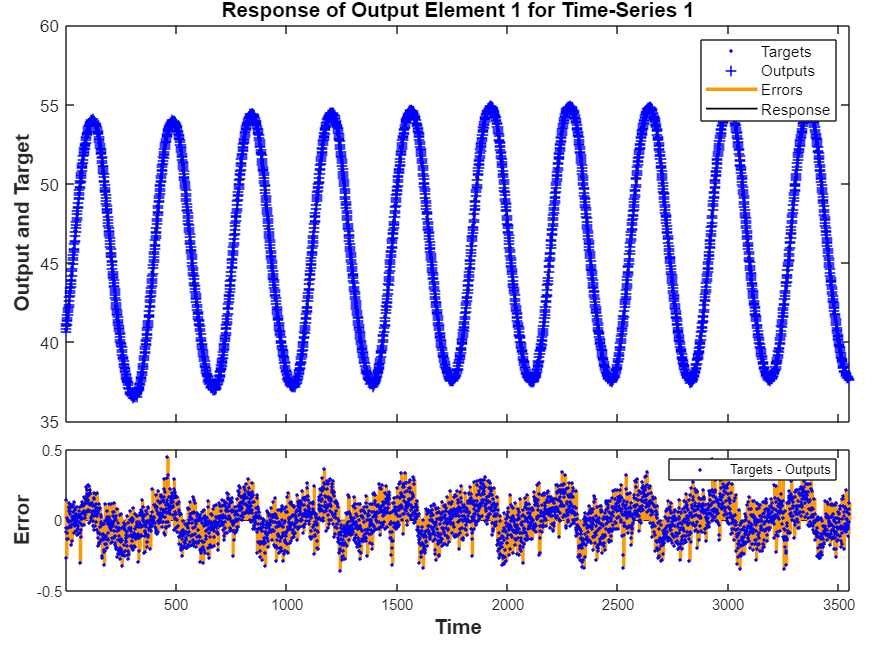 Response of Output Element 1 for Time-Series 1
60
55
50
45
40
35
Output and Target
Targets
Outputs
Errors
Response
0.5
0
-0.5
Error
Targets - Outputs
500
1000
1500
2000
2500
3000
3500
Time